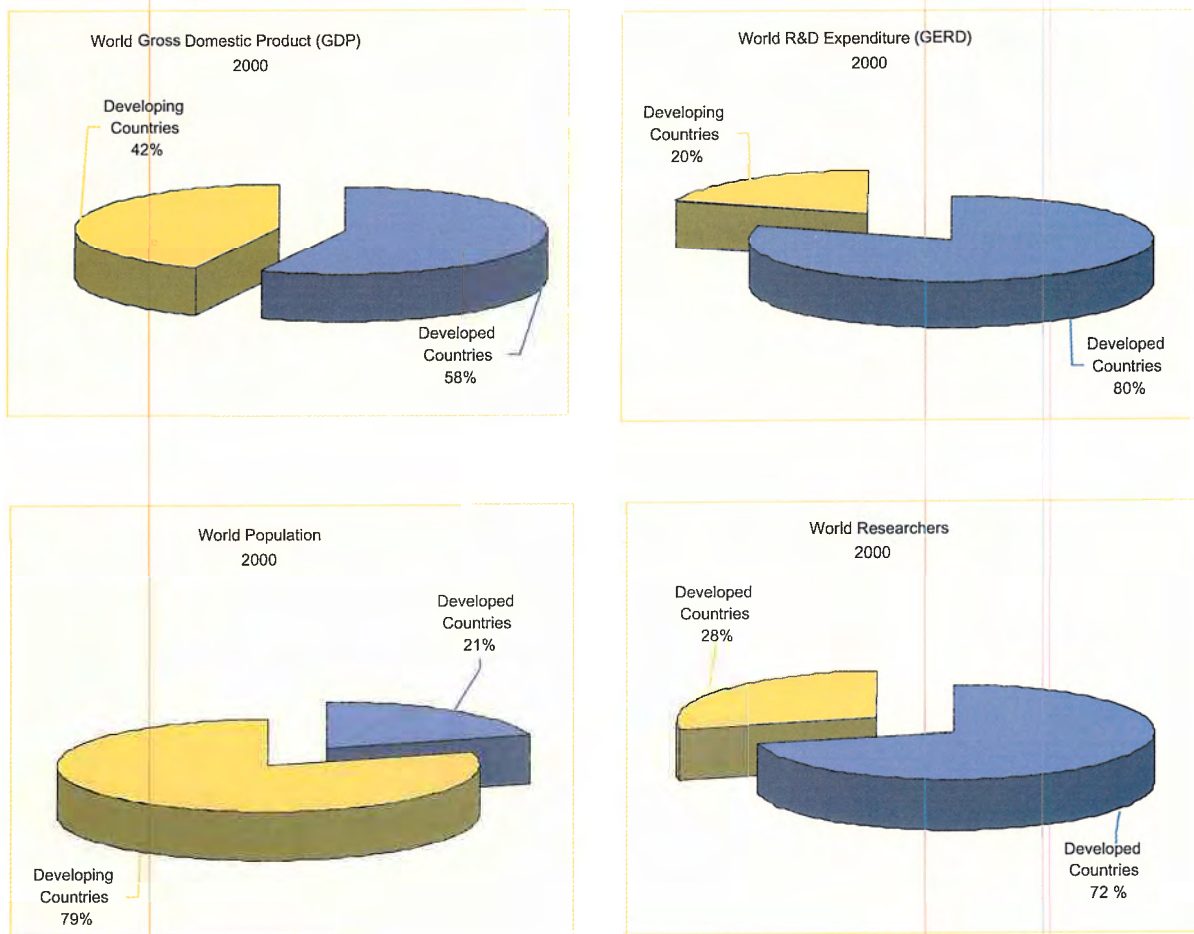 World Gross Domestic Product (GDP)
2000
Developing
Countries
42%
Developed
Countries
58%
World R&D Expenditure (GERD)
2000
Developing
Countries
20%
Developed
Countries
80%
World Population
2000
Developed
Countries
21%
Developing
Countries
79%
World Researchers
2000
Developed
Countries
28%
Developed
Countries
72 %